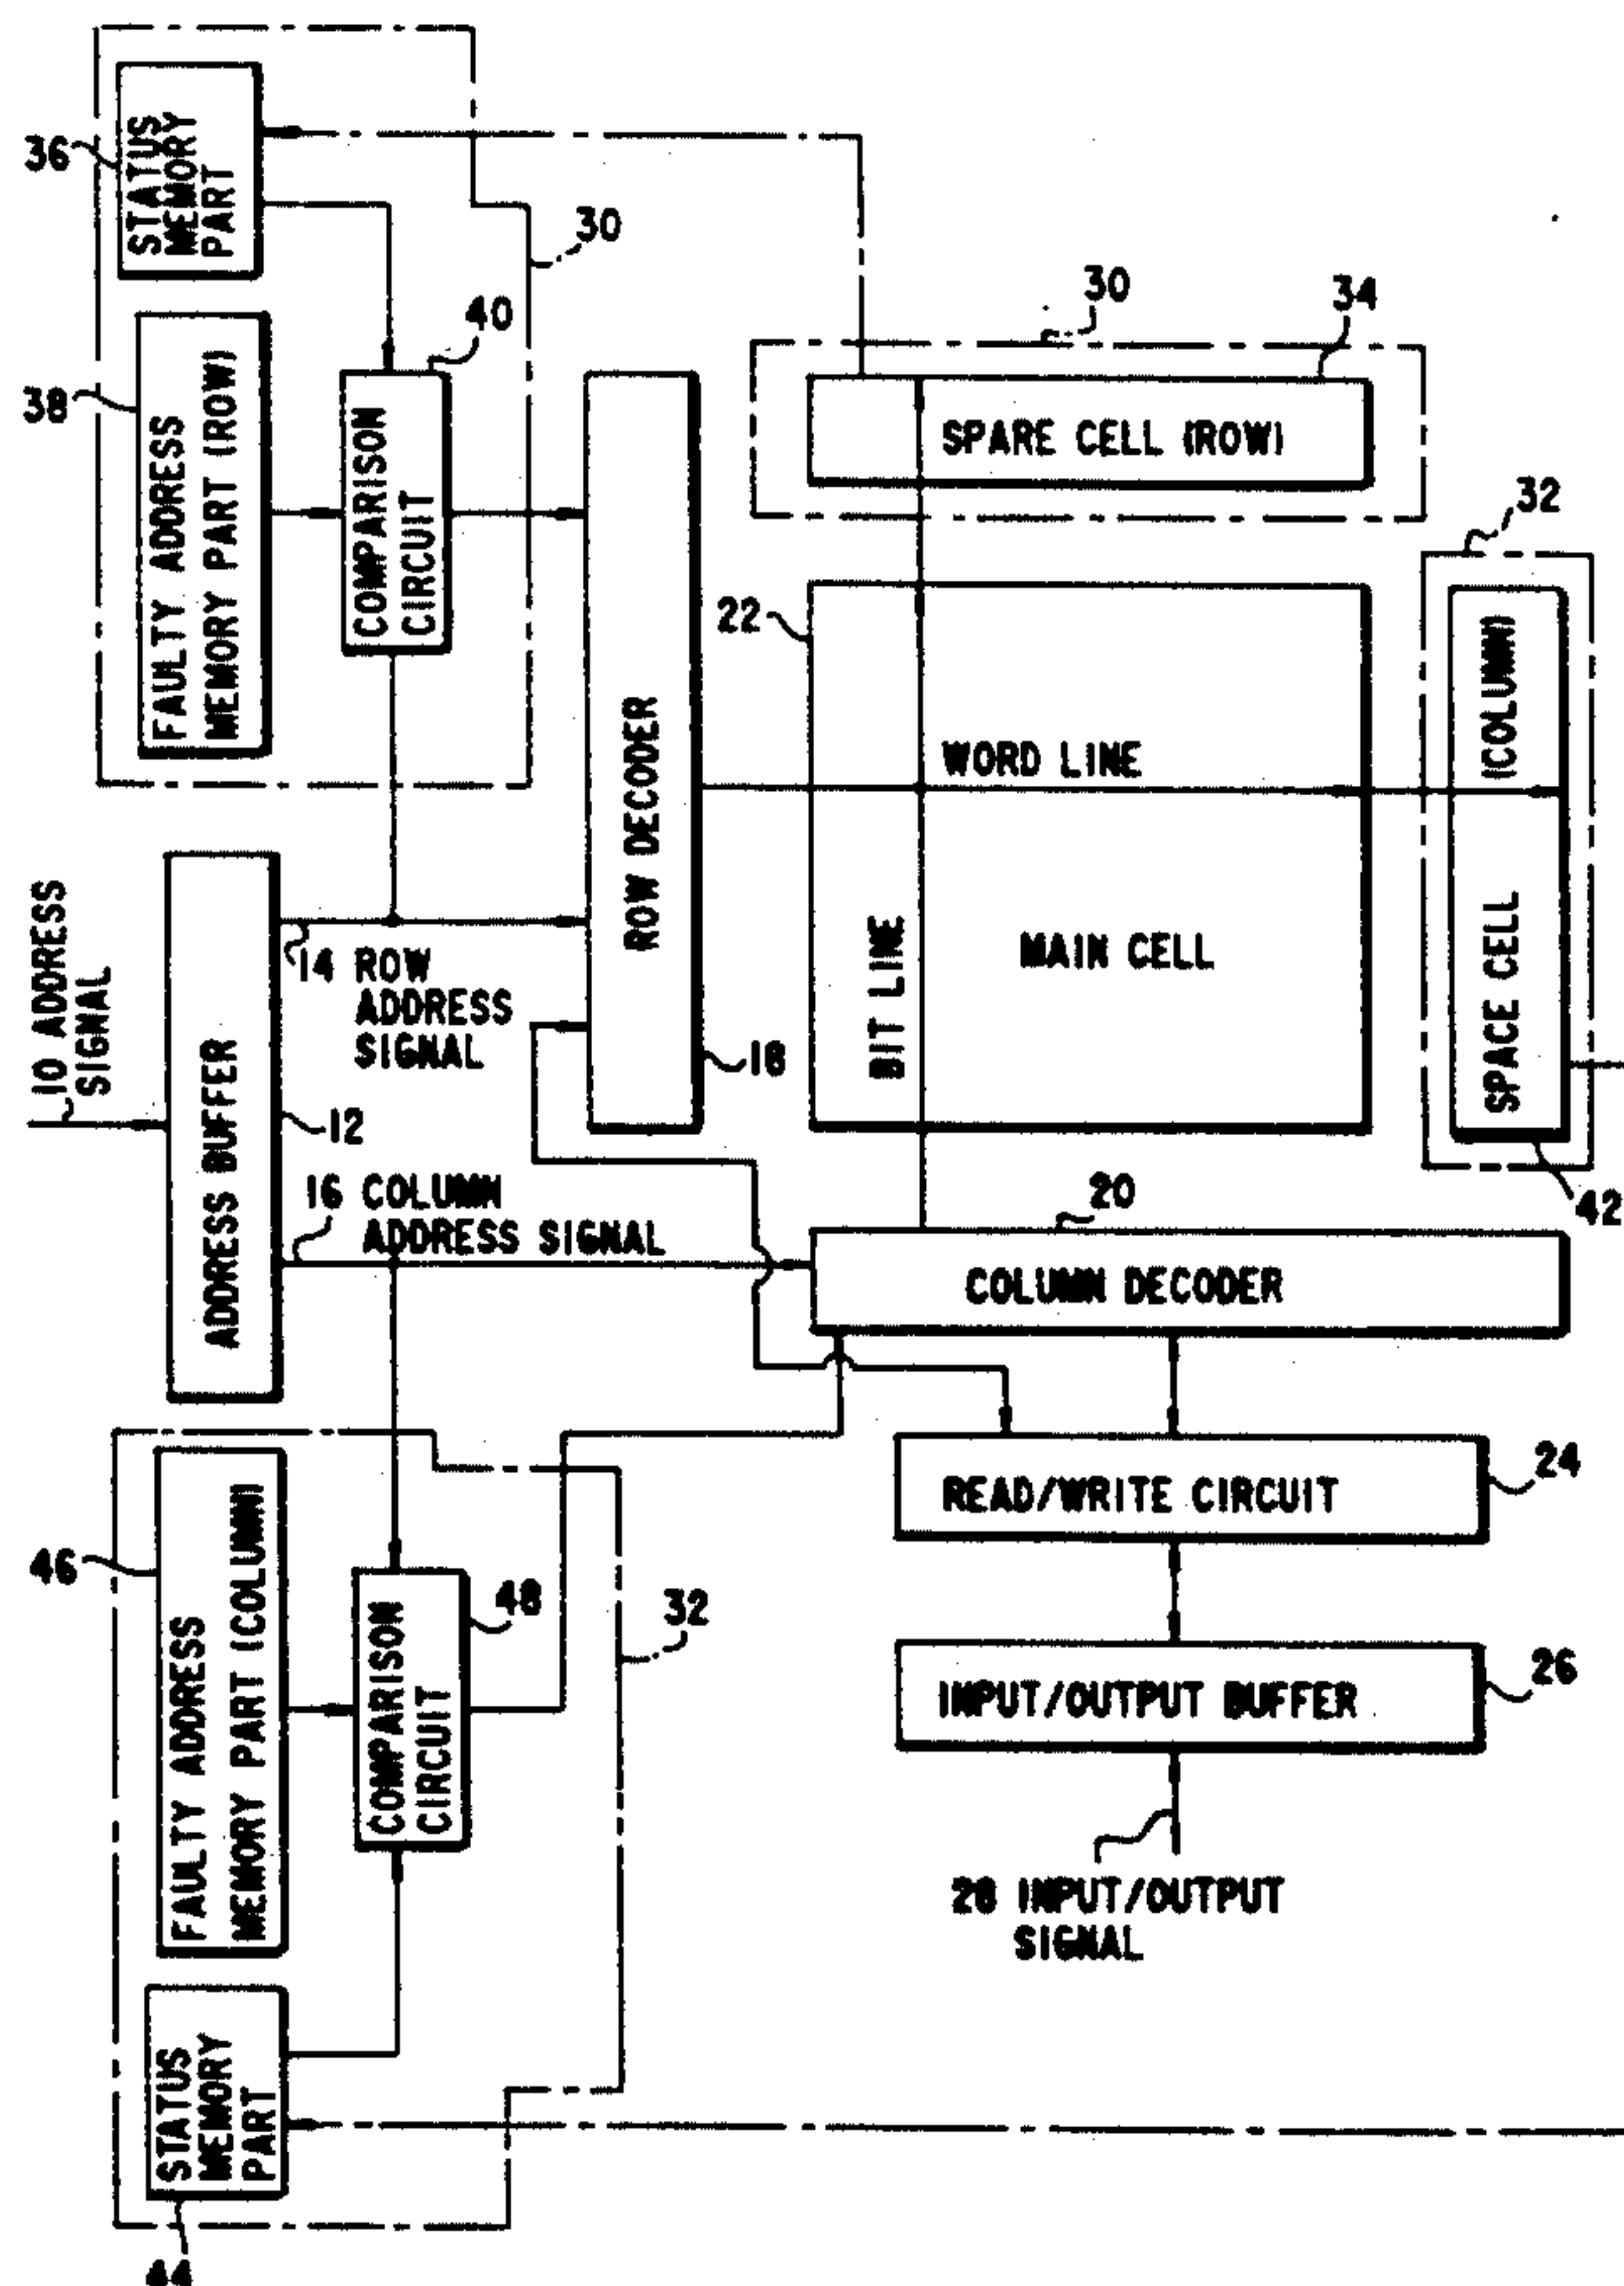 36
STATUS
MEMORY
PART
30
38
FAULTY ADDRESS
MEMORY PART (ROW)
40
COMPARISON
CIRCUIT
30
34
SPARE CELL (ROW)
32
ROW DECODER
18
22
WORD LINE
BIT LINE
MAIN CELL
SPACE CELL (COLUMN)
42
10 ADDRESS
SIGNAL
ADDRESS BUFFER
12
14 ROW
ADDRESS
SIGNAL
16 COLUMN
ADDRESS SIGNAL
20
COLUMN DECODER
24
READ/WRITE CIRCUIT
26
INPUT/OUTPUT BUFFER
28 INPUT/OUTPUT
SIGNAL
46
FAULTY ADDRESS
MEMORY PART (COLUMN)
48
COMPARISON
CIRCUIT
32
STATUS
MEMORY
PART
44